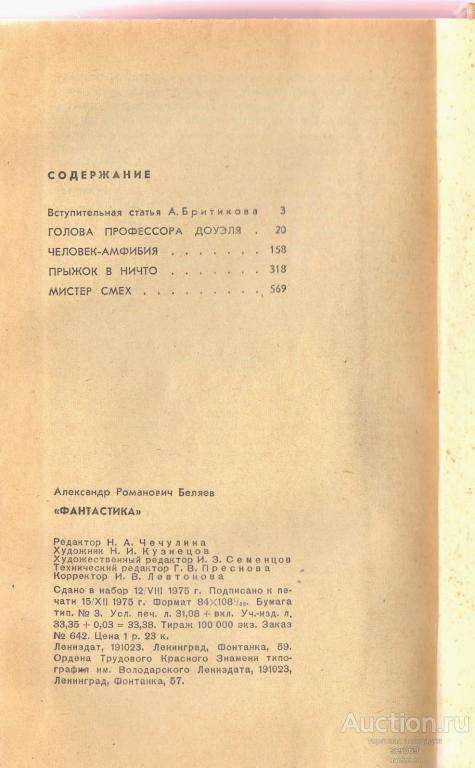 СОДЕРЖАНИЕ
Вступительная статья А. Бритикова 3
ГОЛОВА ПРОФЕССОРА ДОУЭЛЯ . 20
ЧЕЛОВЕК-АМФИБИЯ . . . . . . . 158
ПРЫЖОК В НИЧТО . . . . . . . 318
МИСТЕР СМЕХ . . . . . . . . . 569
Александр Романович Беляев
«ФАНТАСТИКА»
Редактор Н. А. Чечулина
Художник Н. И. Кузнецов
Художественный редактор И. З. Семенцов
Технический редактор Г. В. Преснова
Корректор И. В. Левтонова
Сдано в набор 12/VIII 1975 г. Подписано к пе-
чати 15/XII 1975 г. Формат 84×108¹/₃₂. Бумага
тип. № 3. Усл. печ. л. 31,08 + вкл. Уч.-изд. л.
33,35 + 0,03 = 33,38. Тираж 100 000 экз. Заказ
№ 642. Цена 1 р. 23 к.
Лениздат, 191023. Ленинград, Фонтанка, 59.
Ордена Трудового Красного Знамени типо-
графия им. Володарского Лениздата, 191023,
Ленинград, Фонтанка, 57.
Auction.ru